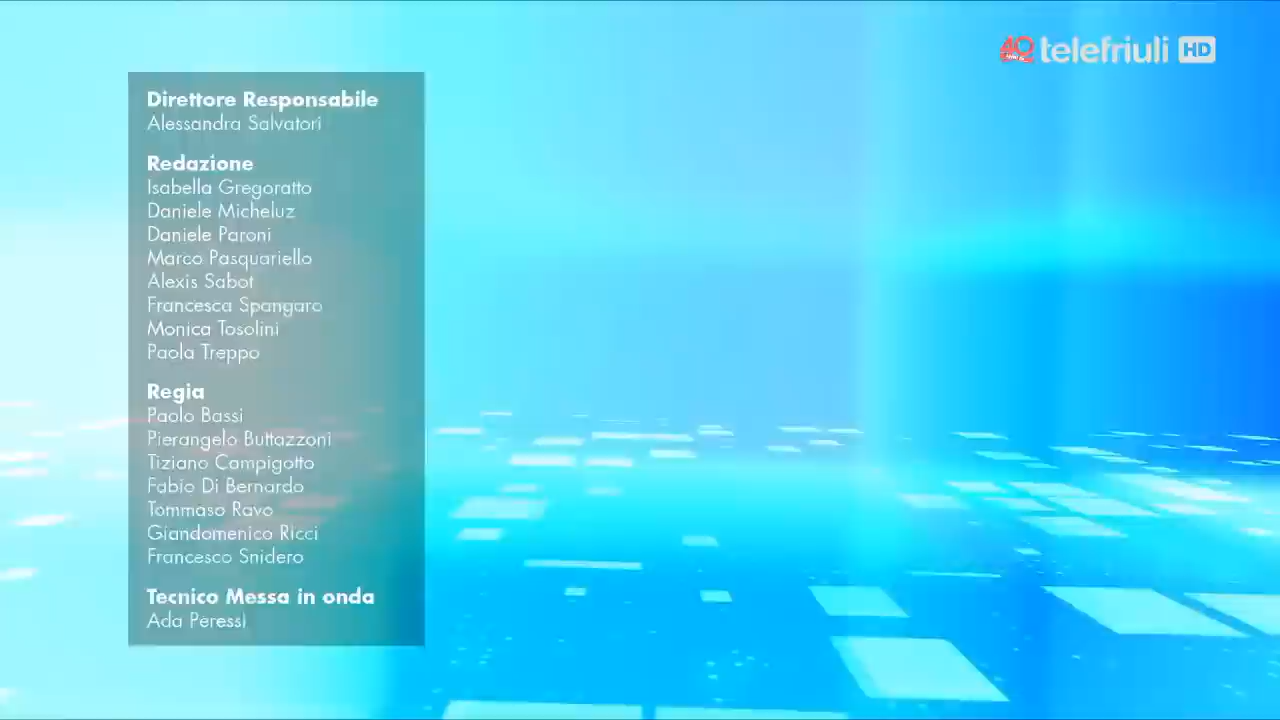 40 telefriuli HD
Direttore Responsabile
Alessandra Salvatori
Redazione
Isabella Gregoratto
Daniele Micheluz
Daniele Paroni
Marco Pasquariello
Alexis Sabot
Francesca Spangaro
Monica Tosolini
Paola Treppo
Regia
Paolo Bassi
Pierangelo Buttazzoni
Tiziano Campigotto
Fabio Di Bernardo
Tommaso Ravo
Giandomenico Ricci
Francesco Snidero
Tecnico Messa in onda
Ada Peressi